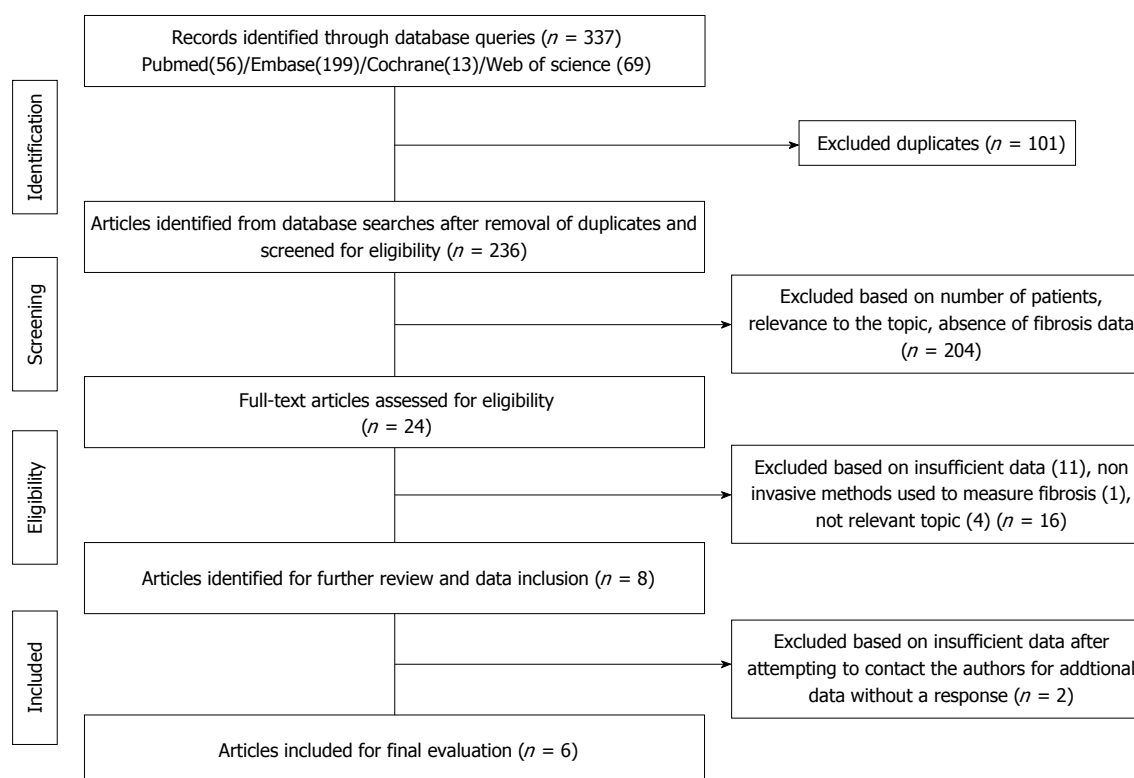 Records identified through database queries (n = 337)
Pubmed(56)/Embase(199)/Cochrane(13)/Web of science (69)
Identification
Excluded duplicates (n = 101)
Articles identified from database searches after removal of duplicates and
screened for eligibility (n = 236)
Screening
Excluded based on number of patients,
relevance to the topic, absence of fibrosis data
(n = 204)
Full-text articles assessed for eligibility
(n = 24)
Eligibility
Excluded based on insufficient data (11), non
invasive methods used to measure fibrosis (1),
not relevant topic (4) (n = 16)
Articles identified for further review and data inclusion (n = 8)
Included
Excluded based on insufficient data after
attempting to contact the authors for addtional
data without a response (n = 2)
Articles included for final evaluation (n = 6)